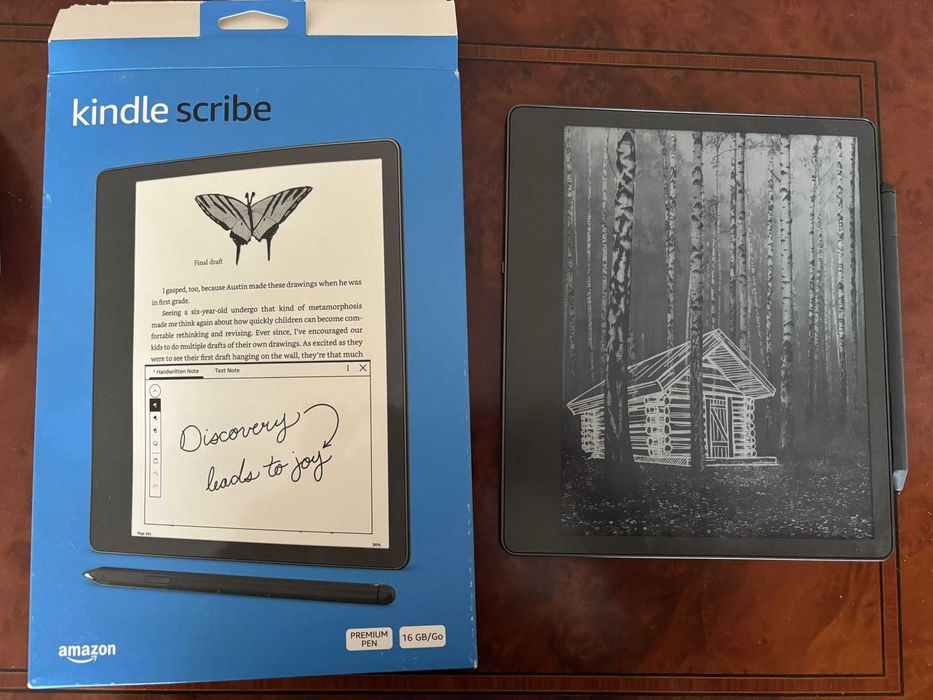 kindle scribe
Final draft
I gasped, too, because Austin made these drawings when he was
in first grade.
Seeing a six-year-old undergo that kind of metamorphosis
made me think again about how quickly children can become com-
fortable rethinking and revising. Ever since, I've encouraged our
kids to do multiple drafts of their own drawings. As excited as they
were to see their first draft hanging on the wall, they're that much
* Handwritten Note Text Note
Discovery
leads to joy
Page 241 36%
amazon
PREMIUM
PEN
16 GB/Go